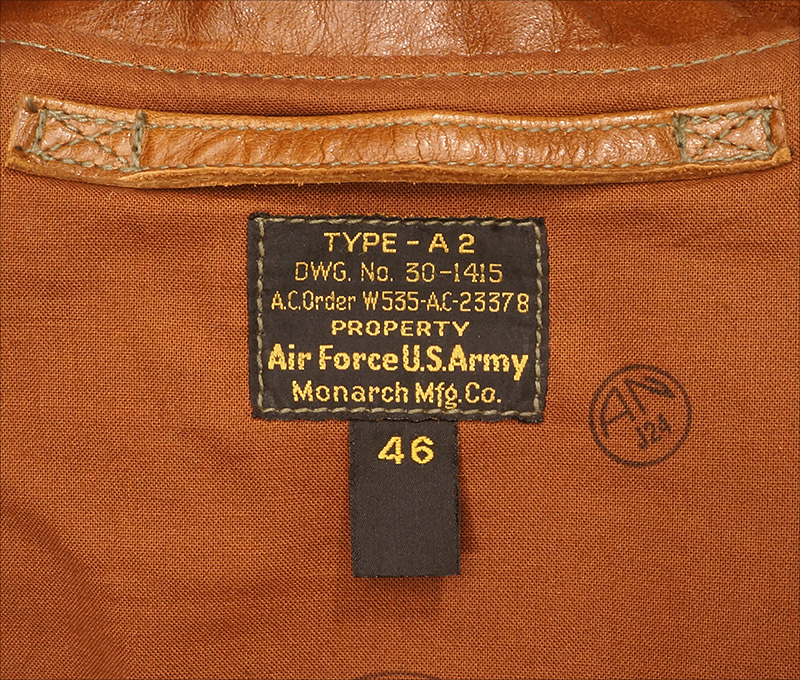 TYPE - A 2
DWG. No. 30-1415
A.C.Order W535-A.C-23378
PROPERTY
Air Force U.S.Army
Monarch Mfg.Co.
46
AN
J24